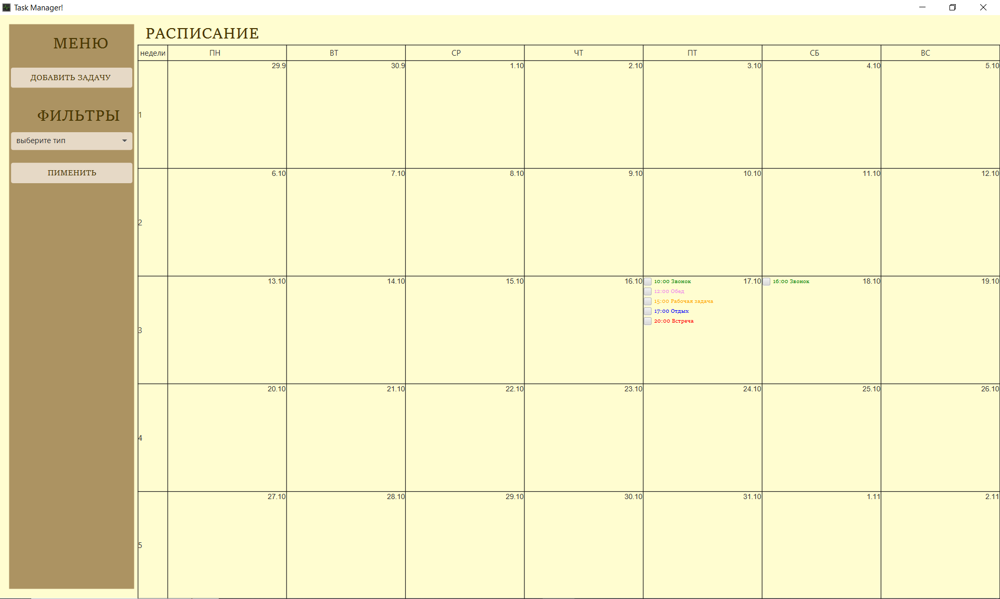 Task Manager!
МЕНЮ
ДОБАВИТЬ ЗАДАЧУ
ФИЛЬТРЫ
выберите тип
ПИМЕНИТЬ
РАСПИСАНИЕ
недели ПН ВТ СР ЧТ ПТ СБ ВС
29.9 30.9 1.10 2.10 3.10 4.10 5.10
1
6.10 7.10 8.10 9.10 10.10 11.10 12.10
2
13.10 14.10 15.10 16.10 10:00 Звонок 17.10 16:00 Звонок 18.10 19.10
12:00 Обед
15:00 Рабочая задача
17:00 Отдых
20:00 Встреча
3
20.10 21.10 22.10 23.10 24.10 25.10 26.10
4
27.10 28.10 29.10 30.10 31.10 1.11 2.11
5